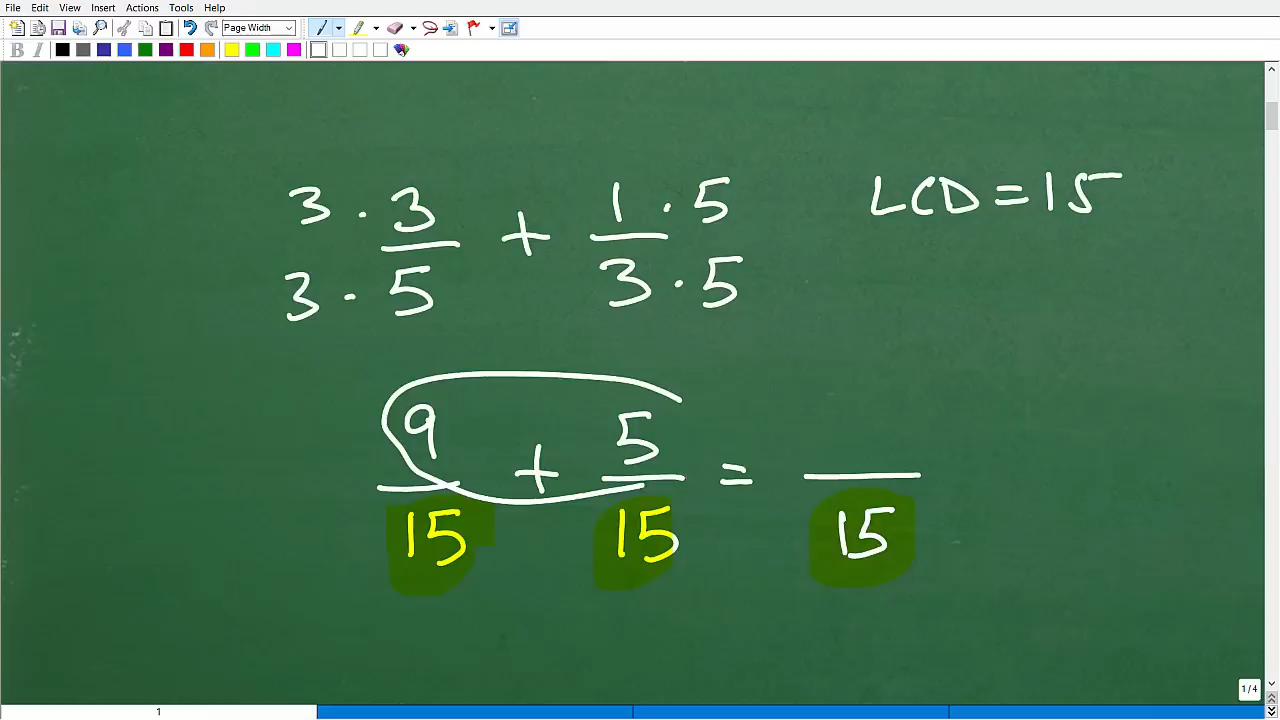 File Edit View Insert Actions Tools Help
Page Width
B I
3 · 3 + 1 · 5 LCD = 15
3 · 5 3 · 5
9 + 5 =
15 15 15
1/4
1